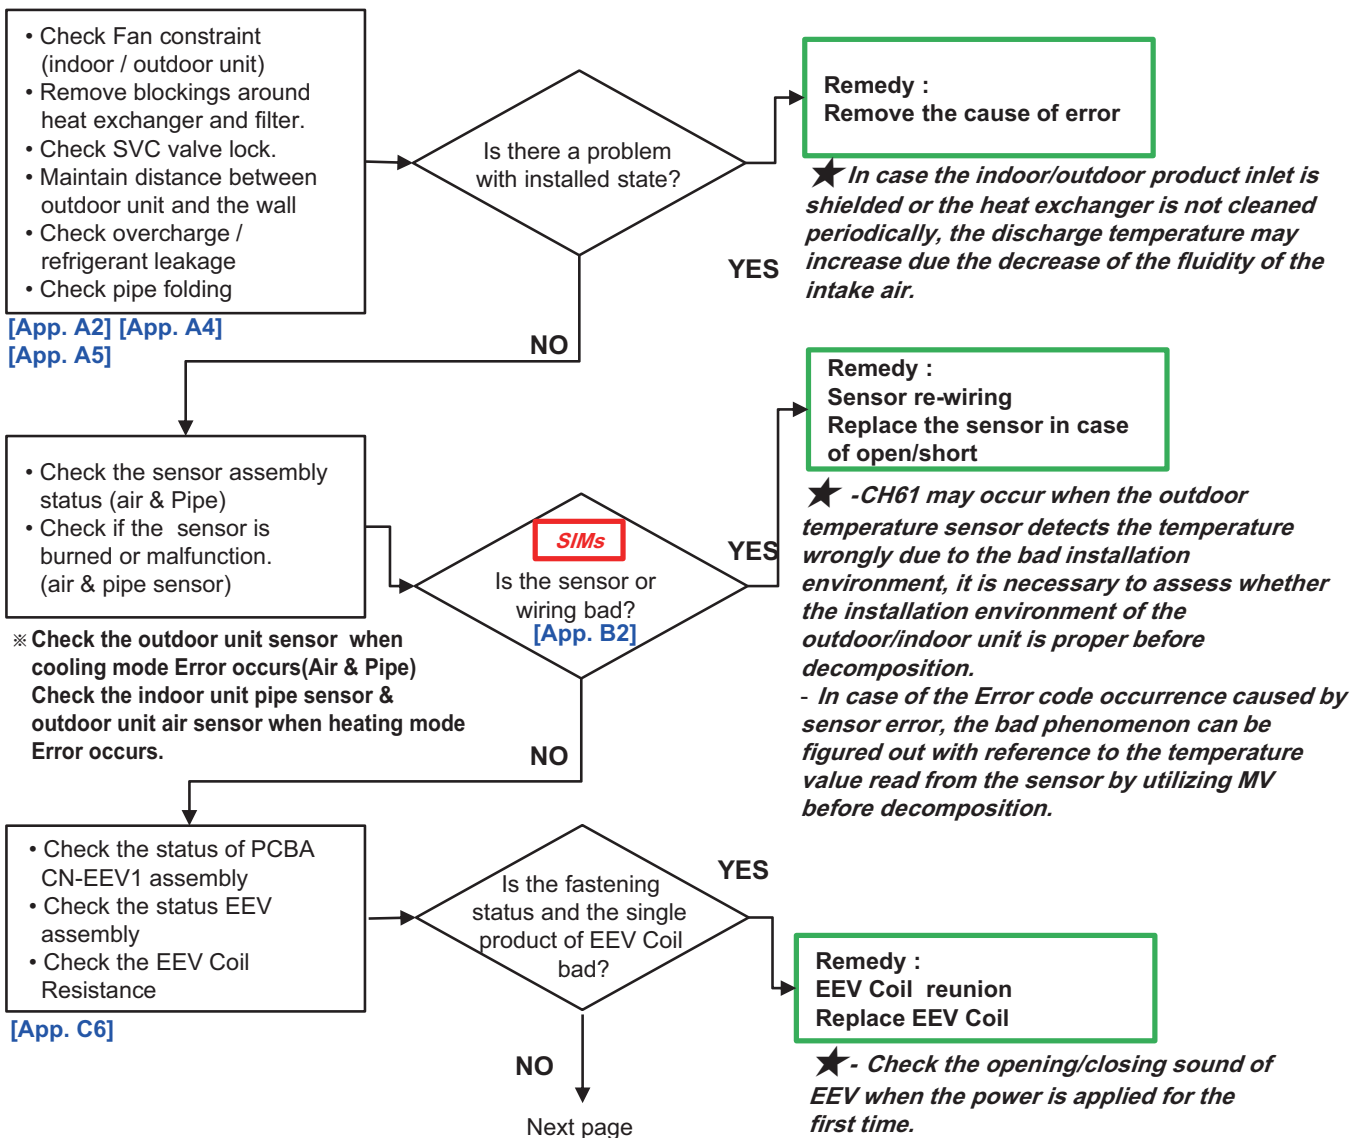 • Check Fan constraint
(indoor / outdoor unit)
• Remove blockings around
heat exchanger and filter.
• Check SVC valve lock.
• Maintain distance between
outdoor unit and the wall
• Check overcharge /
refrigerant leakage
• Check pipe folding
[App. A2] [App. A4]
[App. A5]
Is there a problem
with installed state?
YES
NO
Remedy :
Remove the cause of error
★ In case the indoor/outdoor product inlet is
shielded or the heat exchanger is not cleaned
periodically, the discharge temperature may
increase due the decrease of the fluidity of the
intake air.
• Check the sensor assembly
status (air & Pipe)
• Check if the sensor is
burned or malfunction.
(air & pipe sensor)
※ Check the outdoor unit sensor when
cooling mode Error occurs(Air & Pipe)
Check the indoor unit pipe sensor &
outdoor unit air sensor when heating mode
Error occurs.
SIMs
Is the sensor or
wiring bad?
[App. B2]
YES
NO
Remedy :
Sensor re-wiring
Replace the sensor in case
of open/short
★ -CH61 may occur when the outdoor
temperature sensor detects the temperature
wrongly due to the bad installation
environment, it is necessary to assess whether
the installation environment of the
outdoor/indoor unit is proper before
decomposition.
- In case of the Error code occurrence caused by
sensor error, the bad phenomenon can be
figured out with reference to the temperature
value read from the sensor by utilizing MV
before decomposition.
• Check the status of PCBA
CN-EEV1 assembly
• Check the status EEV
assembly
• Check the EEV Coil
Resistance
[App. C6]
Is the fastening
status and the single
product of EEV Coil
bad?
YES
NO
Next page
Remedy :
EEV Coil reunion
Replace EEV Coil
★ - Check the opening/closing sound of
EEV when the power is applied for the
first time.